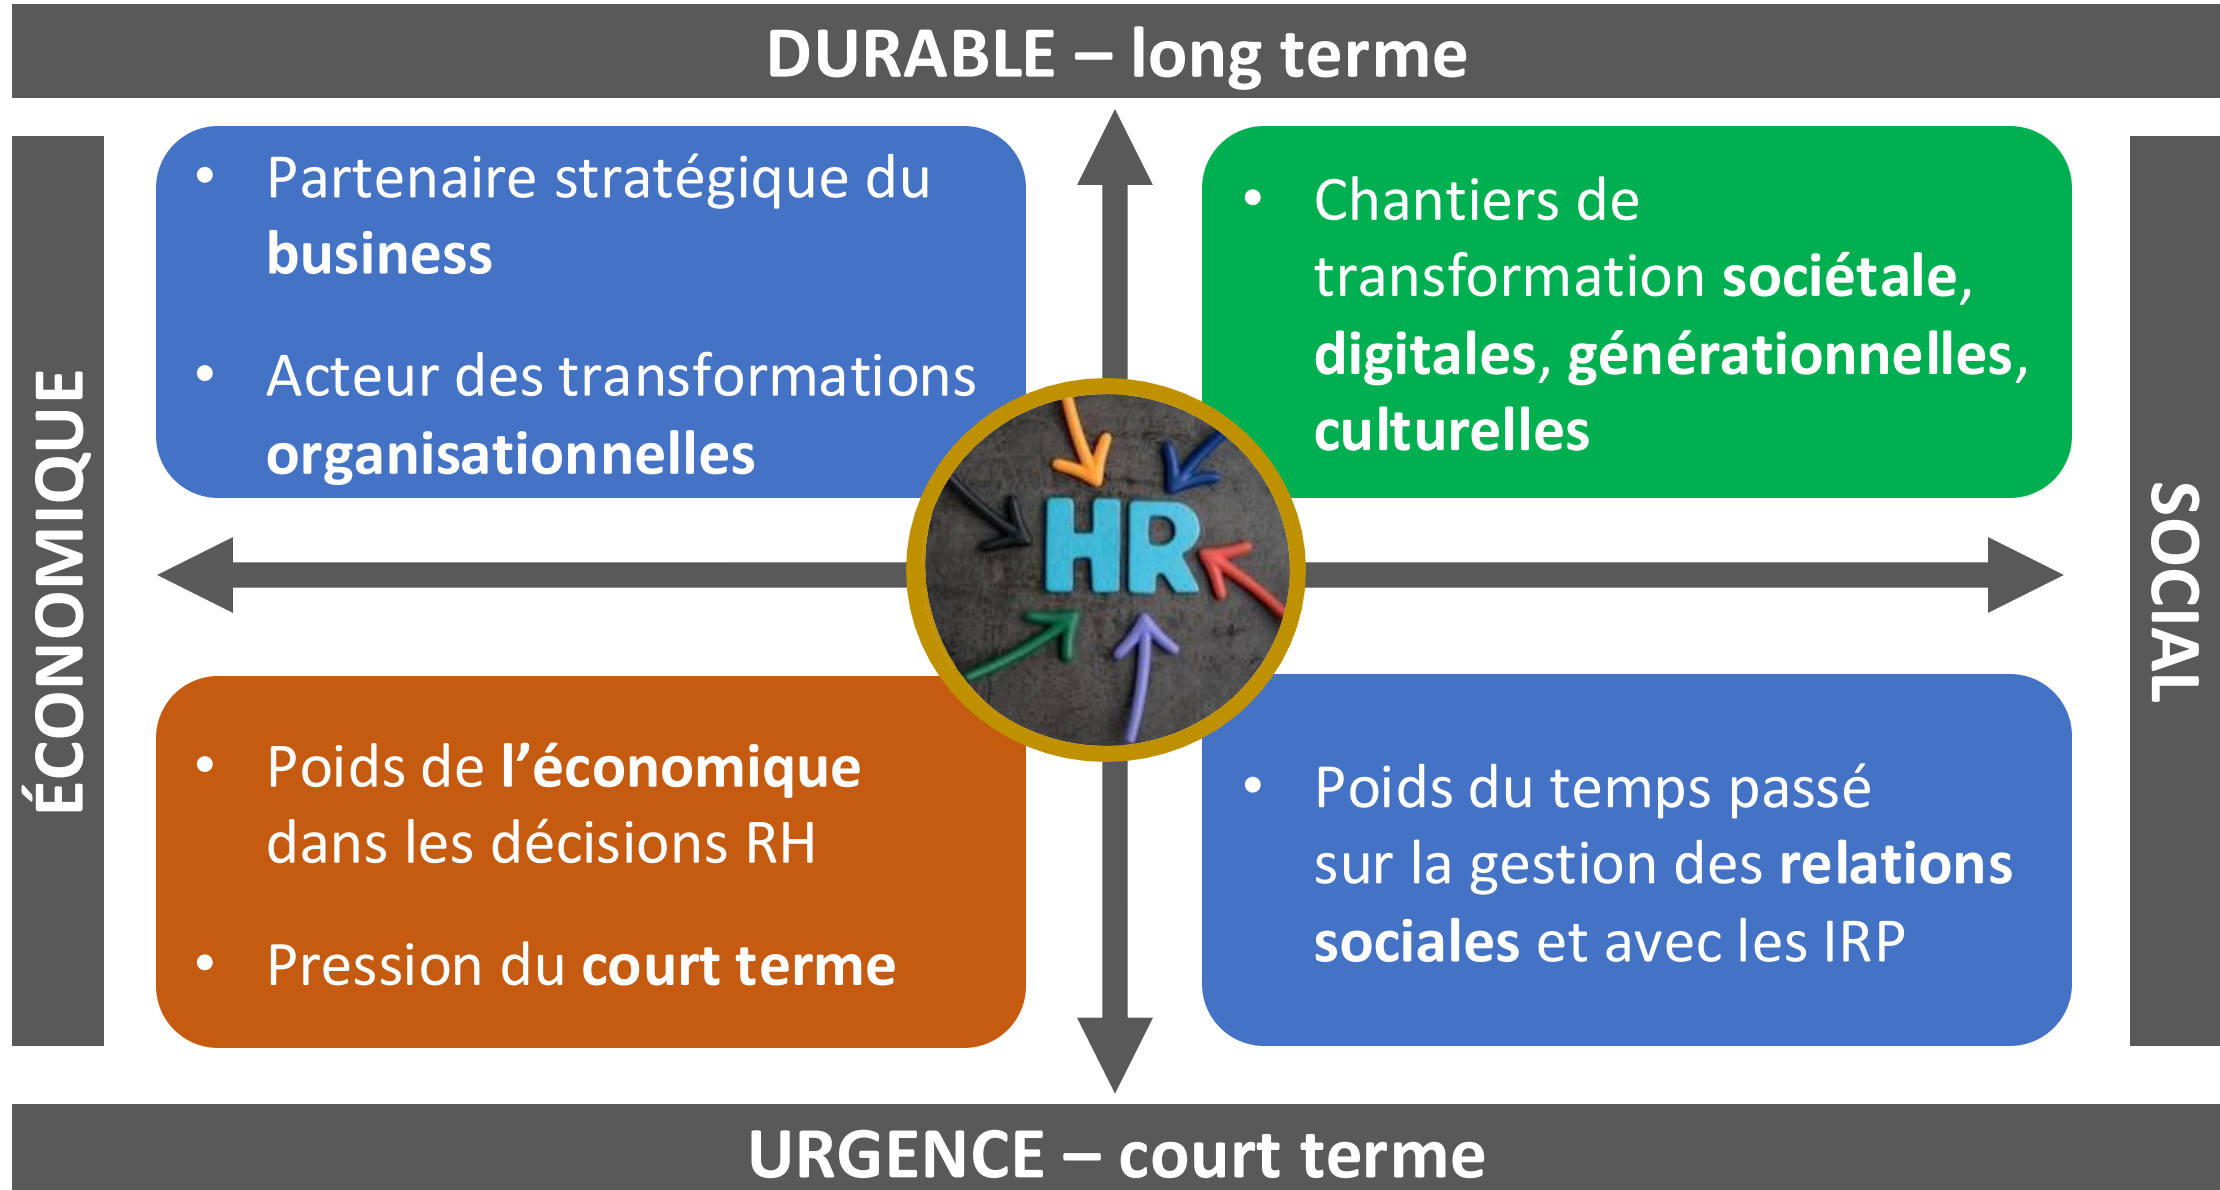 DURABLE – long terme
ÉCONOMIQUE
• Partenaire stratégique du
business
• Acteur des transformations
organisationnelles
• Chantiers de
transformation sociétale,
digitales, générationnelles,
culturelles
SOCIAL
HR
• Poids de l’économique
dans les décisions RH
• Pression du court terme
• Poids du temps passé
sur la gestion des relations
sociales et avec les IRP
URGENCE – court terme